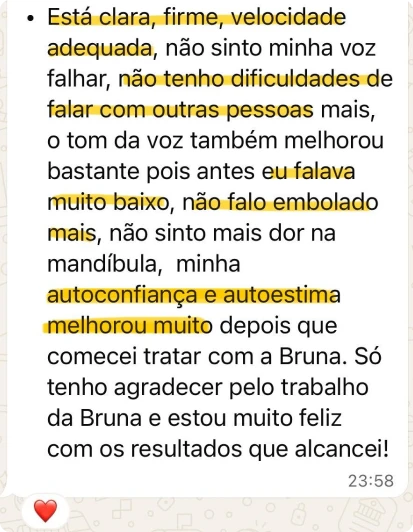 • Está clara, firme, velocidade
adequada, não sinto minha voz
falhar, não tenho dificuldades de
falar com outras pessoas mais,
o tom da voz também melhorou
bastante pois antes eu falava
muito baixo, não falo embolado
mais, não sinto mais dor na
mandíbula, minha
autoconfiança e autoestima
melhorou muito depois que
comecei tratar com a Bruna. Só
tenho agradecer pelo trabalho
da Bruna e estou muito feliz
com os resultados que alcancei!
23:58